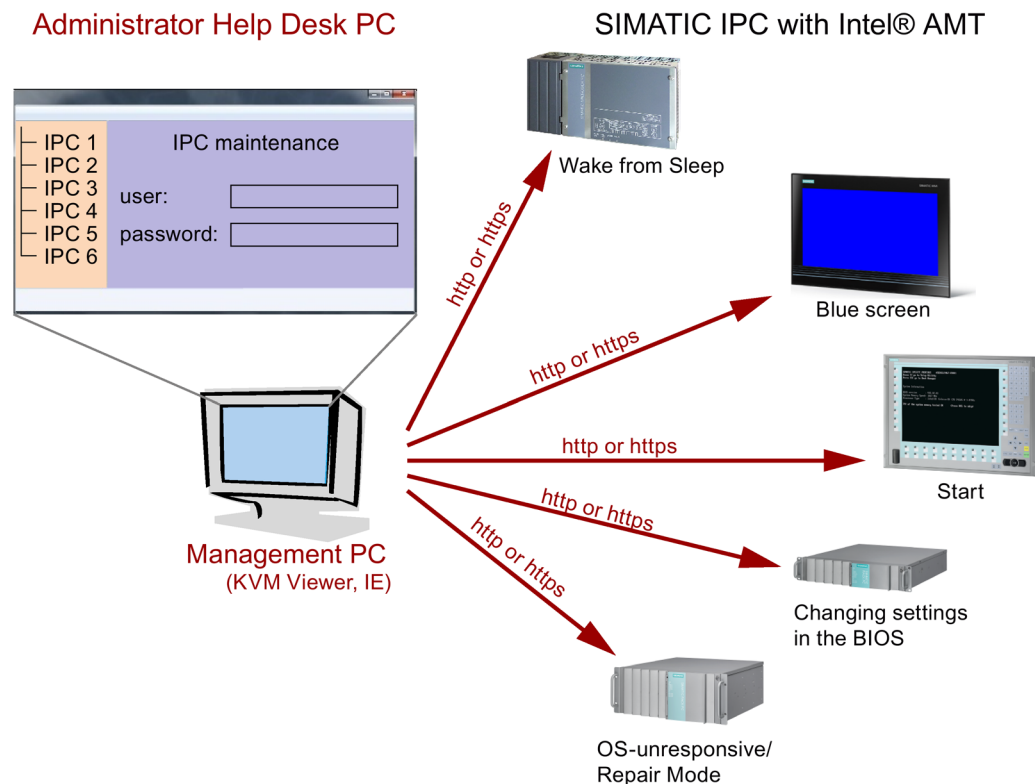 Administrator Help Desk PC
SIMATIC IPC with Intel® AMT
IPC 1
IPC 2
IPC 3
IPC 4
IPC 5
IPC 6
IPC maintenance
user:
password:
Wake from Sleep
http or https
Blue screen
http or https
http or https
Start
http or https
Changing settings
in the BIOS
http or https
OS-unresponsive/
Repair Mode
Management PC
(KVM Viewer, IE)